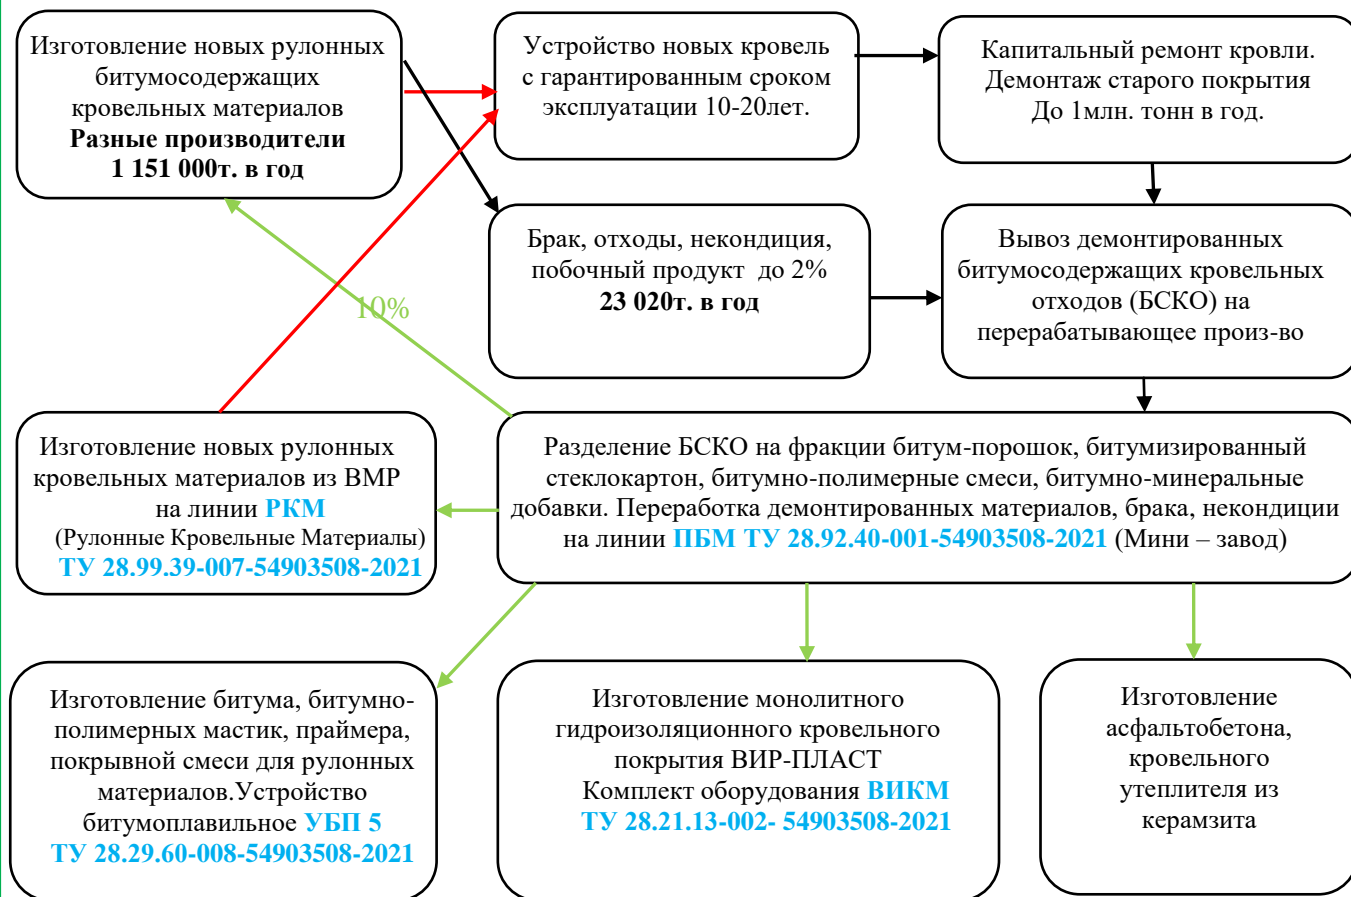 Изготовление новых рулонных
битумосодержащих
кровельных материалов
Разные производители
1 151 000т. в год
Устройство новых кровель
с гарантированным сроком
эксплуатации 10-20лет.
Капитальный ремонт кровли.
Демонтаж старого покрытия
До 1млн. тонн в год.
Брак, отходы, некондиция,
побочный продукт до 2%
23 020т. в год
Вывоз демонтированных
битумосодержащих кровельных
отходов (БСКО) на
перерабатывающее произ-во
10%
Изготовление новых рулонных
кровельных материалов из ВМР
на линии РКМ
(Рулонные Кровельные Материалы)
ТУ 28.99.39-007-54903508-2021
Разделение БСКО на фракции битум-порошок, битумизированный
стеклокартон, битумно-полимерные смеси, битумно-минеральные
добавки. Переработка демонтированных материалов, брака, некондиции
на линии ПБМ ТУ 28.92.40-001-54903508-2021 (Мини – завод)
Изготовление битума, битумно-
полимерных мастик, праймера,
покрывной смеси для рулонных
материалов.Устройство
битумоплавильное УБП 5
ТУ 28.29.60-008-54903508-2021
Изготовление монолитного
гидроизоляционного кровельного
покрытия ВИР-ПЛАСТ
Комплект оборудования ВИКМ
ТУ 28.21.13-002- 54903508-2021
Изготовление
асфальтобетона,
кровельного
утеплителя из
керамзита